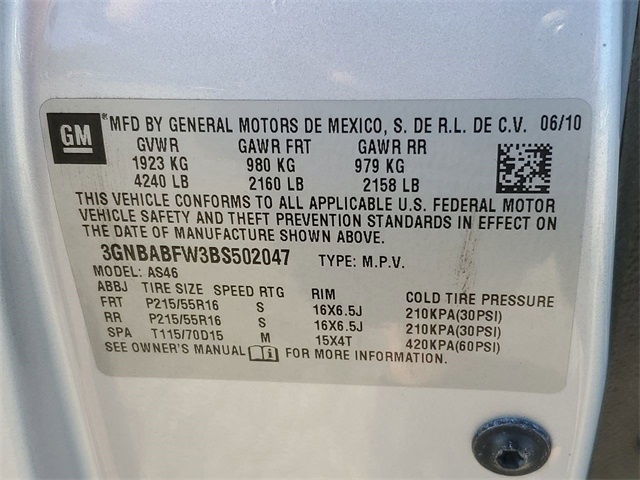 GM ® MFD BY GENERAL MOTORS DE MEXICO, S. DE R.L. DE C.V. 06/10
GVWR GAWR FRT GAWR RR
1923 KG 980 KG 979 KG
4240 LB 2160 LB 2158 LB
THIS VEHICLE CONFORMS TO ALL APPLICABLE U.S. FEDERAL MOTOR
VEHICLE SAFETY AND THEFT PREVENTION STANDARDS IN EFFECT ON
THE DATE OF MANUFACTURE SHOWN ABOVE.
3GNBABFW3BS502047 TYPE: M.P.V.
MODEL: AS46
ABBJ TIRE SIZE SPEED RTG RIM COLD TIRE PRESSURE
FRT P215/55R16 S 16X6.5J 210KPA(30PSI)
RR P215/55R16 S 16X6.5J 210KPA(30PSI)
SPA T115/70D15 M 15X4T 420KPA(60PSI)
SEE OWNER'S MANUAL FOR MORE INFORMATION.